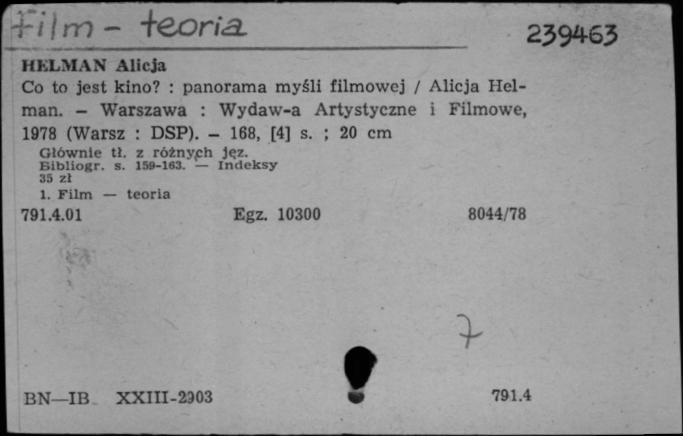 Film - teoria
239463
HELMAN Alicja
Co to jest kino? : panorama myśli filmowej / Alicja Hel-
man. — Warszawa : Wydaw-a Artystyczne i Filmowe,
1978 (Warsz : DSP). — 168, [4] s. ; 20 cm
Głównie tł. z różnych jęz.
Bibliogr. s. 159-163. — Indeksy
35 zł
1. Film — teoria
791.4.01 Egz. 10300 8044/78
7
BN—IB XXIII-2903 791.4